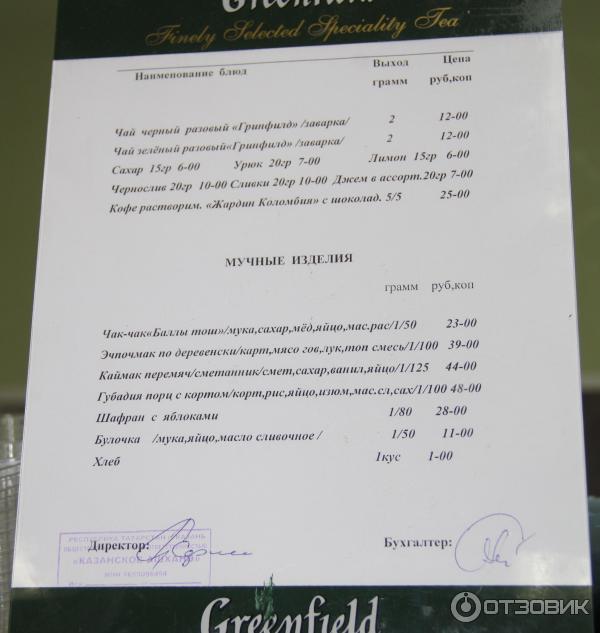 Greenfield
Finely Selected Speciality Tea
Наименование блюд Выход грамм Цена руб,коп
Чай черный разовый «Гринфилд» /заварка/ 2 12-00
Чай зелёный разовый«Гринфилд» /заварка/ 2 12-00
Сахар 15гр 6-00 Урюк 20гр 7-00 Лимон 15гр 6-00
Чернослив 20гр 10-00 Сливки 20гр 10-00 Джем в ассорт.20гр 7-00
Кофе растворим. «Жардин Коломбия» с шоколад. 5/5 25-00
МУЧНЫЕ ИЗДЕЛИЯ
грамм руб,коп
Чак-чак«Баллы тош»/мука,сахар,мёд,яйцо,мас.рас/1/50 23-00
Эчпочмак по деревенски/карт,мясо гов,лук,топ смесь/1/100 39-00
Каймак перемяч/сметанник/смет,сахар,ванил,яйцо/1/125 44-00
Губадия порц с кортом/корт,рис,яйцо,изюм,мас.сл,сах/1/100 48-00
Шафран с яблоками 1/80 28-00
Булочка /мука,яйцо,масло сливочное / 1/50 11-00
Хлеб 1кус 1-00
РЕСПУБЛИКА ТАТАРСТАН г.КАЗАНЬ
Директор: Бухгалтер:
Greenfield
ОТЗОВИК